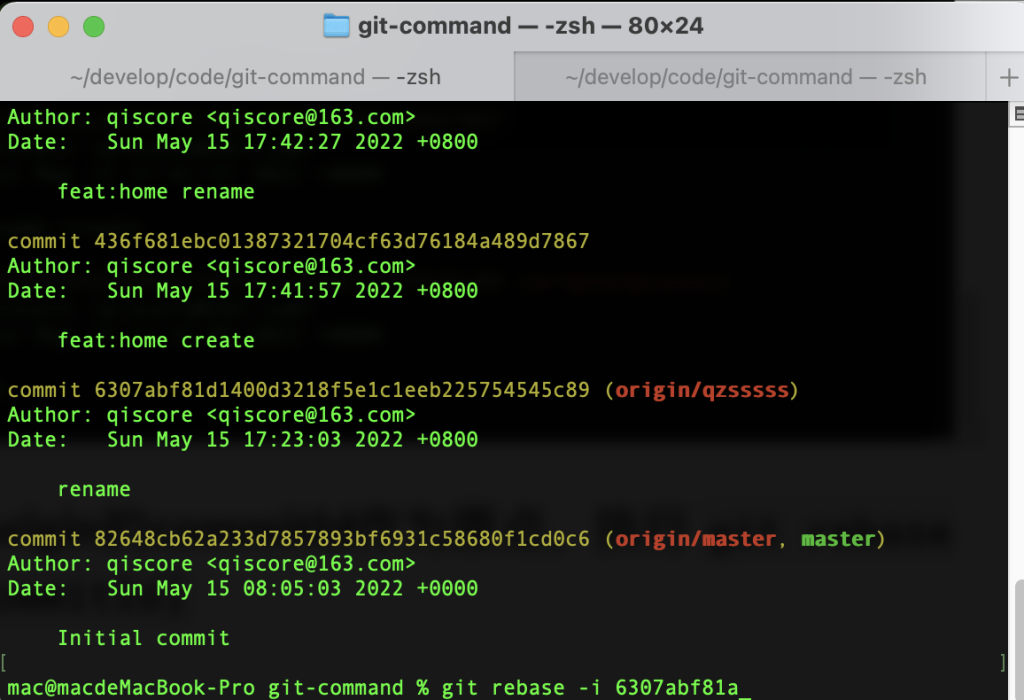 git-command — -zsh — 80×24
~/develop/code/git-command — -zsh
~/develop/code/git-command — -zsh
Author: qiscore <qiscore@163.com>
Date:   Sun May 15 17:42:27 2022 +0800
feat:home rename
commit 436f681ebc01387321704cf63d76184a489d7867
Author: qiscore <qiscore@163.com>
Date:   Sun May 15 17:41:57 2022 +0800
feat:home create
commit 6307abf81d1400d3218f5e1c1eeb225754545c89 (origin/qzsssss)
Author: qiscore <qiscore@163.com>
Date:   Sun May 15 17:23:03 2022 +0800
rename
commit 82648cb62a233d7857893bf6931c58680f1cd0c6 (origin/master, master)
Author: qiscore <qiscore@163.com>
Date:   Sun May 15 08:05:03 2022 +0000
Initial commit
[ ]
mac@macdeMacBook-Pro git-command % git rebase -i 6307abf81a_